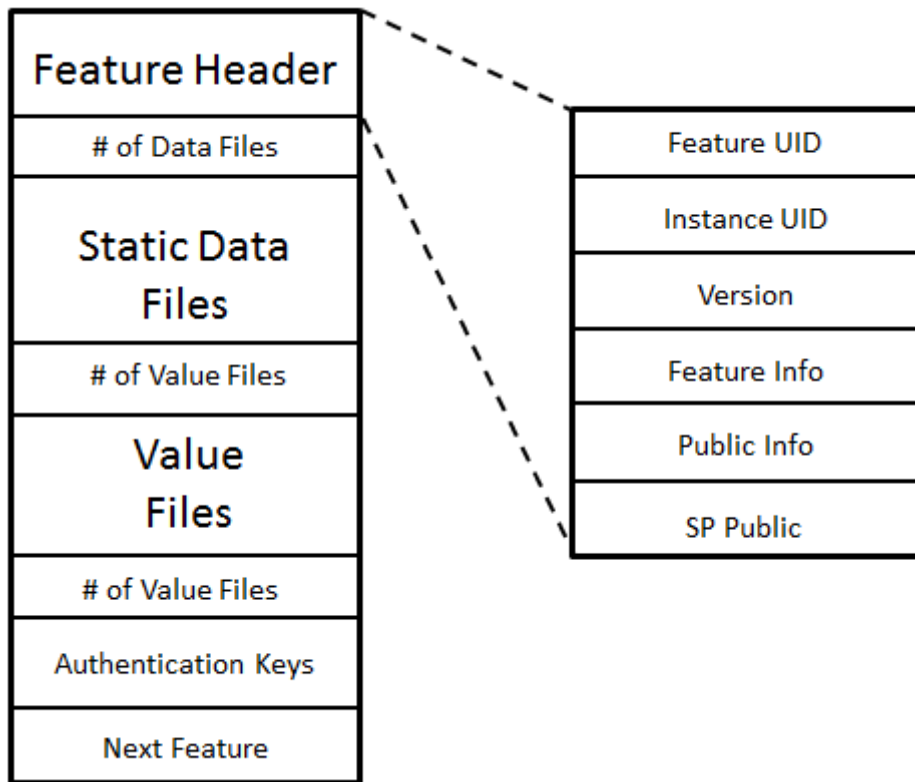 Feature Header
# of Data Files
Static Data
Files
# of Value Files
Value
Files
# of Value Files
Authentication Keys
Next Feature
Feature UID
Instance UID
Version
Feature Info
Public Info
SP Public